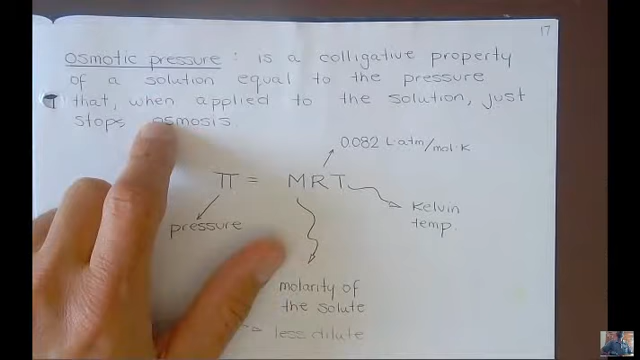 17
osmotic pressure : is a colligative property
of a solution equal to the pressure
that, when applied to the solution, just
stops osmosis.
0.082 L·atm/mol·K
π = MRT
Kelvin
temp.
pressure
molarity of
the solute
less dilute